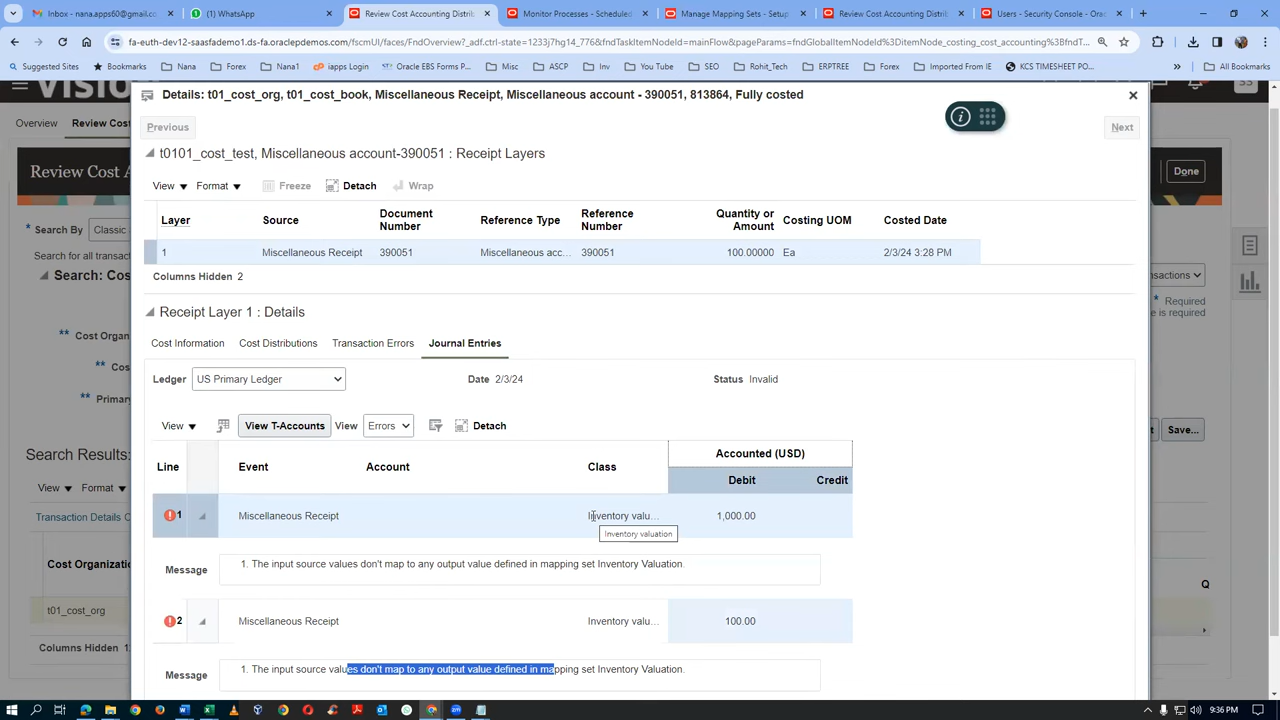 Inbox - nana.apps60@gmail.co
(1) WhatsApp
Review Cost Accounting Distrib
Monitor Processes - Scheduled
Manage Mapping Sets - Setup
Review Cost Accounting Distrib
Users - Security Console - Orac
fa-euth-dev12-saasfademo1.ds-fa.oraclepdemos.com/fscmUI/faces/FndOverview?_adf.ctrl-state=1233j7hg14_776&fndTaskItemNodeId=mainFlow&pageParams=fndGlobalItemNodeId%3DitemNode_costing_cost_accounting%3BfndT...
Suggested Sites
Bookmarks
Nana
Forex
Nana1
iapps Login
Oracle EBS Forms P...
Misc
ASCP
Inv
You Tube
SEO
Rohit_Tech
ERPTREE
Forex
Imported From IE
KCS TIMESHEET PO...
»
All Bookmarks
Details: t01_cost_org, t01_cost_book, Miscellaneous Receipt, Miscellaneous account - 390051, 813864, Fully costed
Overview
Review Cost
Previous
Next
t0101_cost_test, Miscellaneous account-390051 : Receipt Layers
Review Cost A
Done
View
Format
Freeze
Detach
Wrap
Layer
Source
Document Number
Reference Type
Reference Number
Quantity or Amount
Costing UOM
Costed Date
* Search By
Classic
1
Miscellaneous Receipt
390051
Miscellaneous acc...
390051
100.00000
Ea
2/3/24 3:28 PM
Search for all transac
Search: Cos
Columns Hidden 2
ansactions
* Required
e is required
Receipt Layer 1 : Details
** Cost Organ
Cost Information
Cost Distributions
Transaction Errors
Journal Entries
** Cos
Ledger
US Primary Ledger
Date 2/3/24
Status Invalid
** Primary
View
View T-Accounts
View
Errors
Detach
Save...
Search Results:
Line
Event
Account
Class
Accounted (USD)
Debit
Credit
View
Format
Transaction Details C
1
Miscellaneous Receipt
Inventory valu...
1,000.00
Inventory valuation
Cost Organizatio
Message
1. The input source values don't map to any output value defined in mapping set Inventory Valuation.
Q
t01_cost_org
2
Miscellaneous Receipt
Inventory valu...
100.00
Columns Hidden
Message
1. The input source values don't map to any output value defined in mapping set Inventory Valuation.
9:36 PM